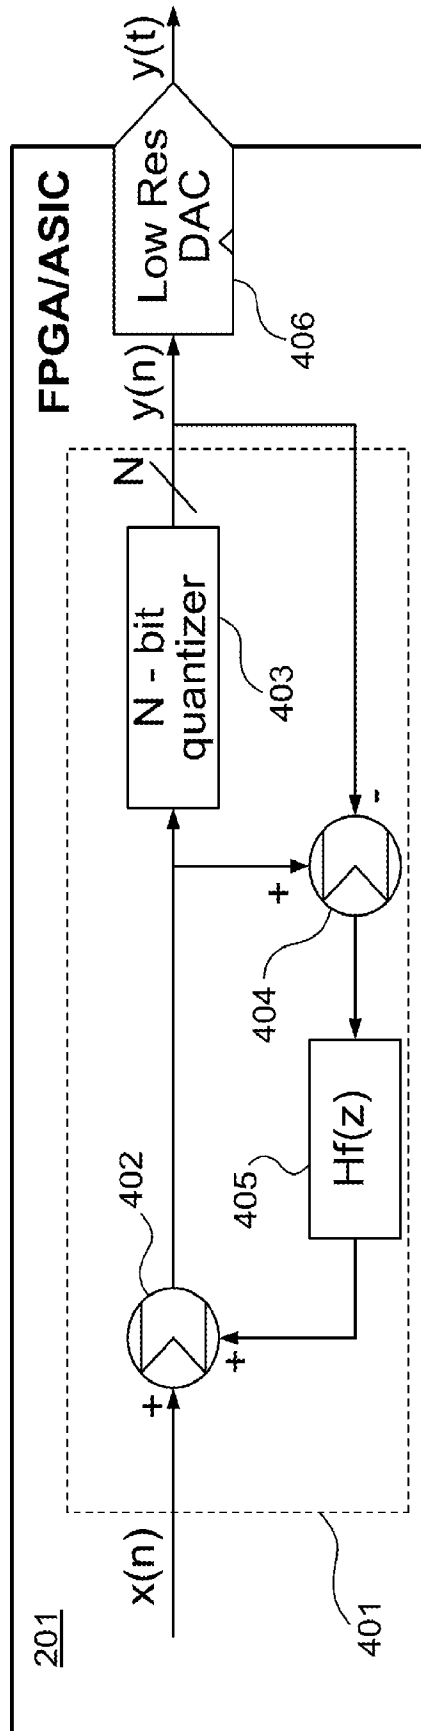 201
FPGA/ASIC
x(n)
+
+
402
N - bit
quantizer
403
N
y(n)
Low Res
DAC
406
y(t)
+
-
404
Hf(z)
405
401